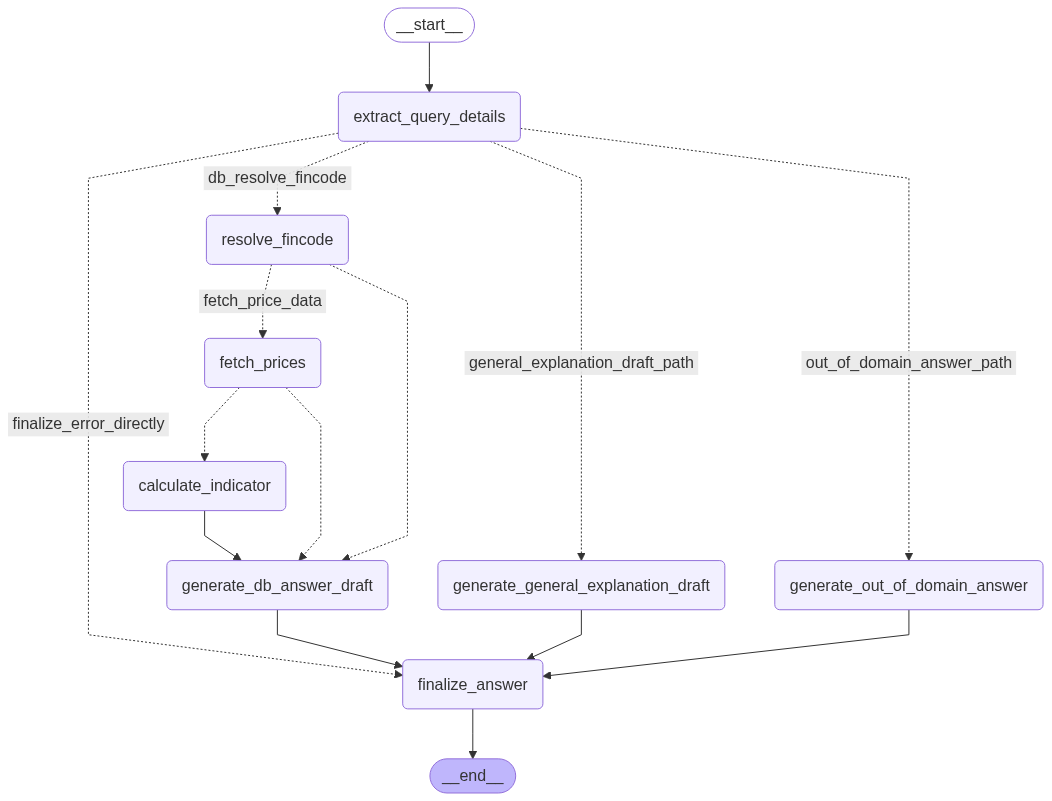 __start__
extract_query_details
db_resolve_fincode
resolve_fincode
fetch_price_data
fetch_prices
general_explanation_draft_path
out_of_domain_answer_path
finalize_error_directly
calculate_indicator
generate_db_answer_draft
generate_general_explanation_draft
generate_out_of_domain_answer
finalize_answer
__end__